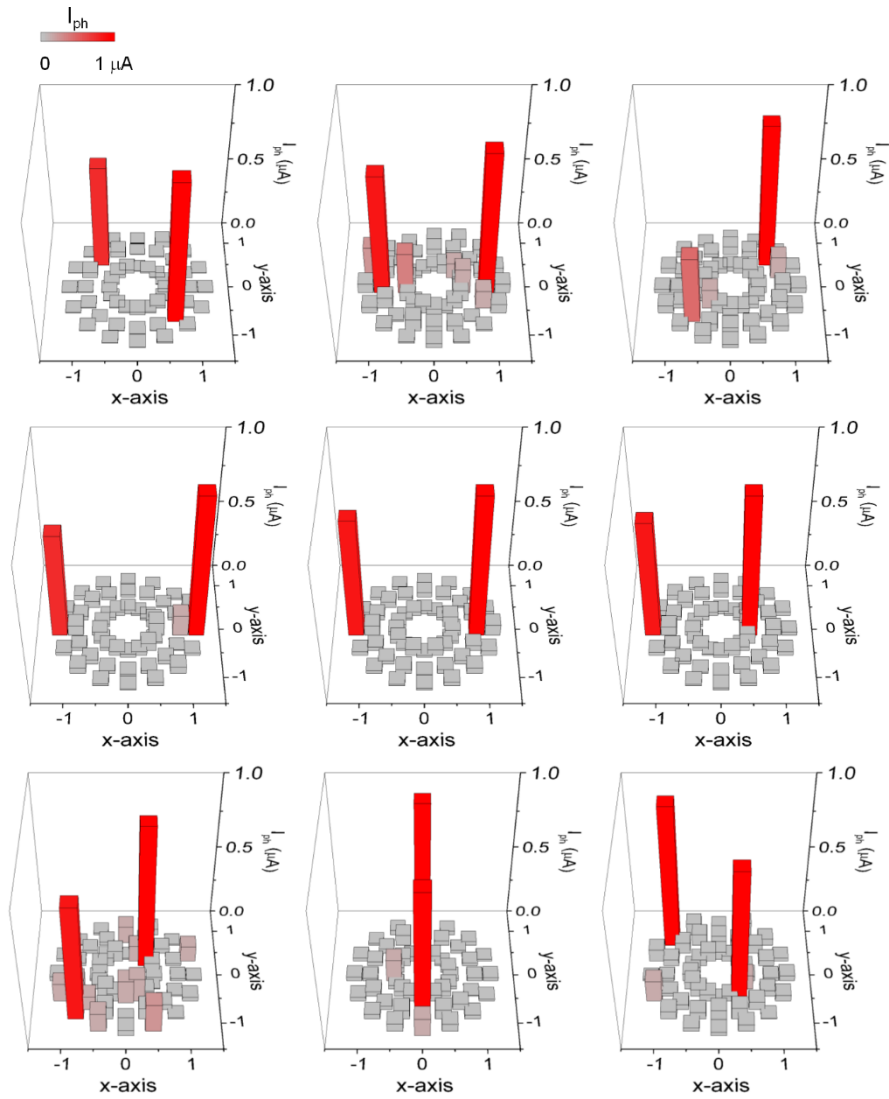 I_ph
0 1 μA
1.0 1.0 1.0
I_ph (μA) I_ph (μA) I_ph (μA)
0.5 0.5 0.5
0.0 0.0 0.0
1 1 1
y-axis y-axis y-axis
0 0 0
-1 -1 -1
-1 0 1 -1 0 1 -1 0 1
x-axis x-axis x-axis
1.0 1.0 1.0
I_ph (μA) I_ph (μA) I_ph (μA)
0.5 0.5 0.5
0.0 0.0 0.0
1 1 1
y-axis y-axis y-axis
0 0 0
-1 -1 -1
-1 0 1 -1 0 1 -1 0 1
x-axis x-axis x-axis
1.0 1.0 1.0
I_ph (μA) I_ph (μA) I_ph (μA)
0.5 0.5 0.5
0.0 0.0 0.0
1 1 1
y-axis y-axis y-axis
0 0 0
-1 -1 -1
-1 0 1 -1 0 1 -1 0 1
x-axis x-axis x-axis